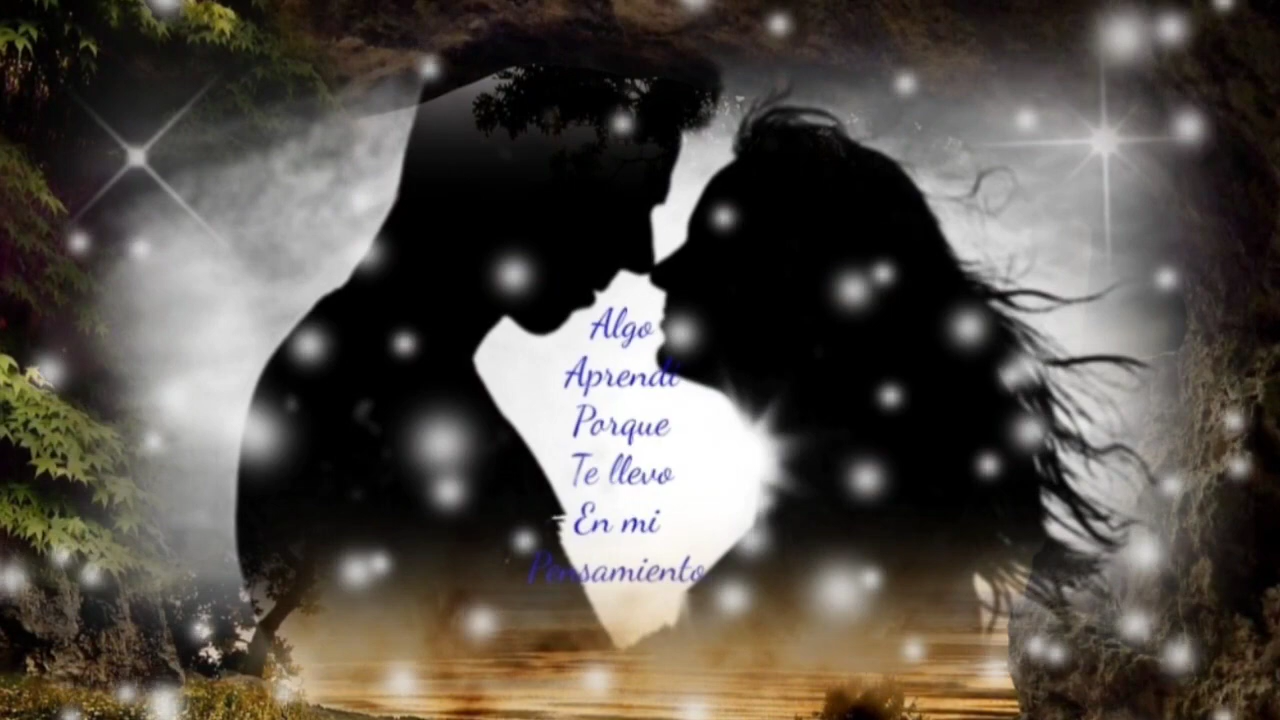 Algo
Aprendí
Porque
Te llevo
En mi
Pensamiento